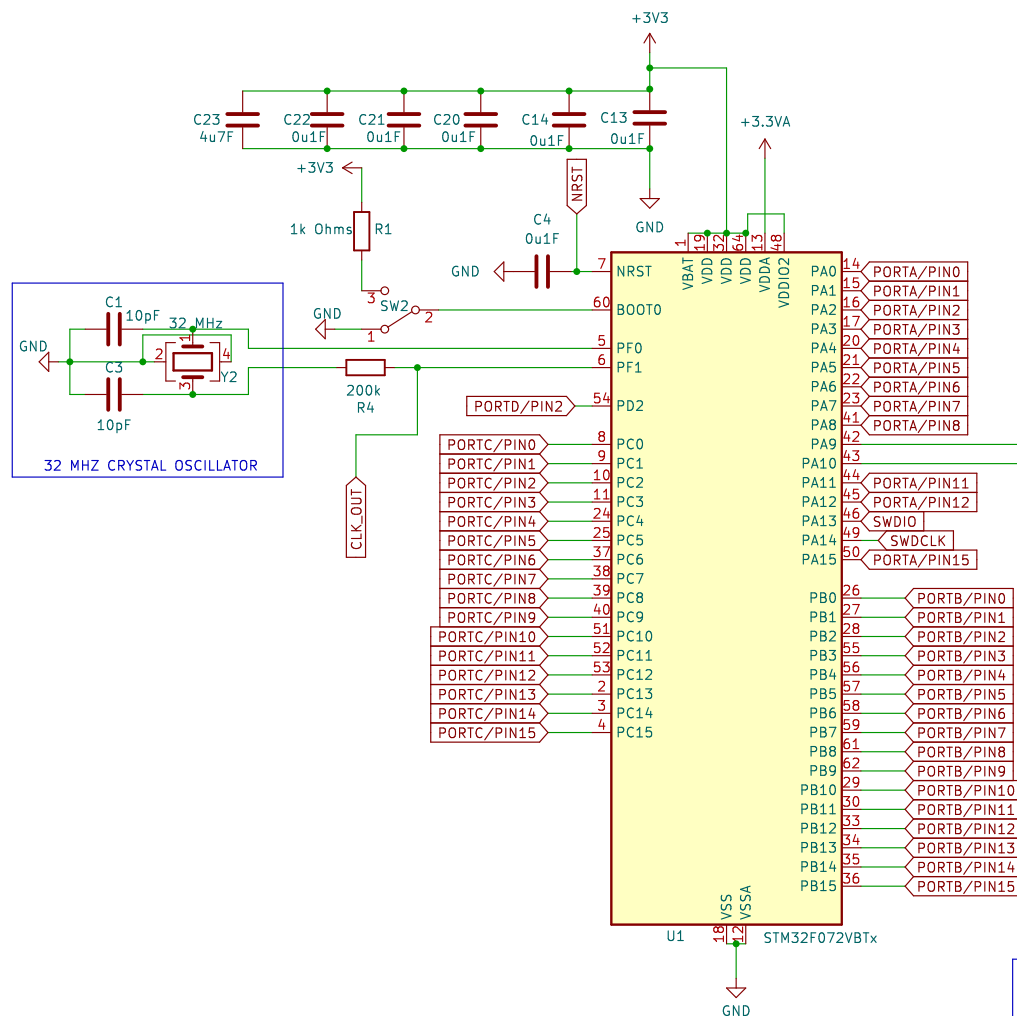 +3V3
C23
4u7F
C22
0u1F
C21
0u1F
C20
0u1F
C14
0u1F
C13
0u1F
+3.3VA
+3V3
NRST
GND
1k Ohms
R1
C4
0u1F
GND
3
SW2
2
1
GND
C1
10pF
32 MHz
GND
1
2
4
3
Y2
C3
10pF
32 MHZ CRYSTAL OSCILLATOR
200k
R4
CLK_OUT
1
VBAT
19
VDD
32
VDD
64
VDD
13
VDDA
48
VDDIO2
7 NRST
60 BOOT0
5 PF0
6 PF1
PORTD/PIN2 54 PD2
PORTC/PIN0 8 PC0
PORTC/PIN1 9 PC1
PORTC/PIN2 10 PC2
PORTC/PIN3 11 PC3
PORTC/PIN4 24 PC4
PORTC/PIN5 25 PC5
PORTC/PIN6 37 PC6
PORTC/PIN7 38 PC7
PORTC/PIN8 39 PC8
PORTC/PIN9 40 PC9
PORTC/PIN10 51 PC10
PORTC/PIN11 52 PC11
PORTC/PIN12 53 PC12
PORTC/PIN13 2 PC13
PORTC/PIN14 3 PC14
PORTC/PIN15 4 PC15
PA0 14 PORTA/PIN0
PA1 15 PORTA/PIN1
PA2 16 PORTA/PIN2
PA3 17 PORTA/PIN3
PA4 20 PORTA/PIN4
PA5 21 PORTA/PIN5
PA6 22 PORTA/PIN6
PA7 23 PORTA/PIN7
PA8 41 PORTA/PIN8
PA9 42
PA10 43
PA11 44 PORTA/PIN11
PA12 45 PORTA/PIN12
PA13 46 SWDIO
PA14 49 SWDCLK
PA15 50 PORTA/PIN15
PB0 26 PORTB/PIN0
PB1 27 PORTB/PIN1
PB2 28 PORTB/PIN2
PB3 55 PORTB/PIN3
PB4 56 PORTB/PIN4
PB5 57 PORTB/PIN5
PB6 58 PORTB/PIN6
PB7 59 PORTB/PIN7
PB8 61 PORTB/PIN8
PB9 62 PORTB/PIN9
PB10 29 PORTB/PIN10
PB11 30 PORTB/PIN11
PB12 33 PORTB/PIN12
PB13 34 PORTB/PIN13
PB14 35 PORTB/PIN14
PB15 36 PORTB/PIN15
VSS
18
VSSA
12
U1
STM32F072VBTx
GND